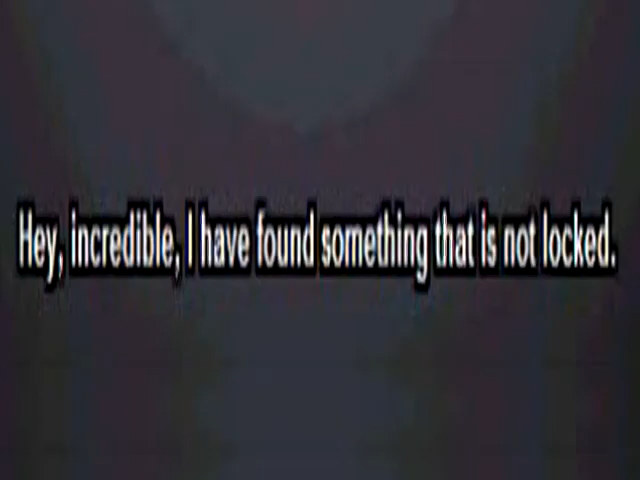 Hey, incredible, I have found something that is not locked.